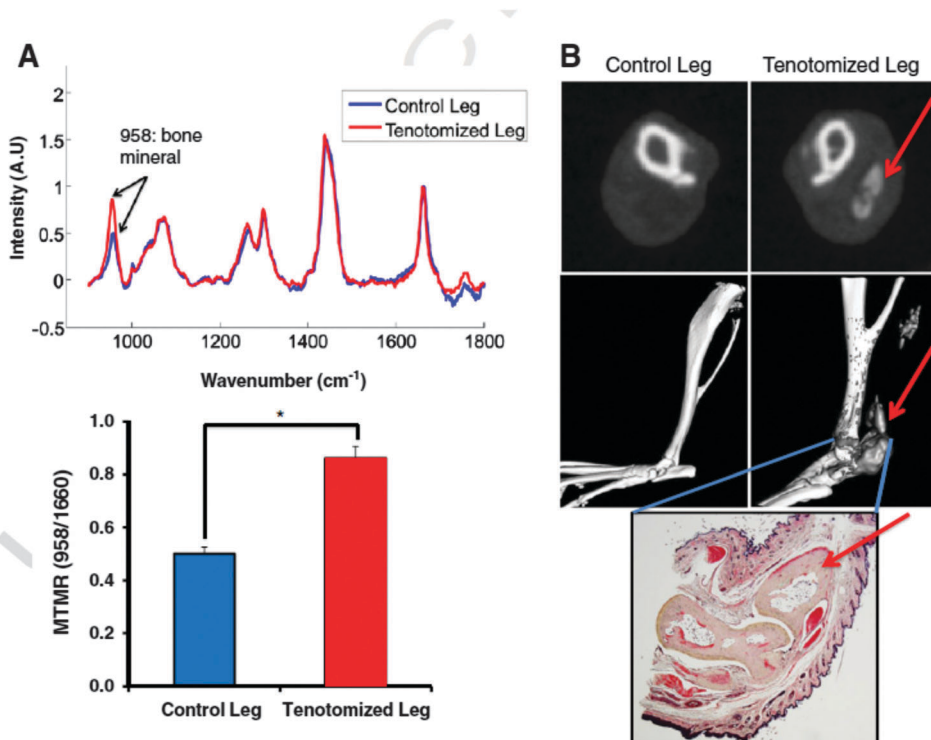 A
Intensity (A.U)
2
1.5
1
0.5
0
-0.5
958: bone
mineral
Control Leg
Tenotomized Leg
1000
1200
1400
1600
1800
Wavenumber (cm-1)
MTMR (958/1660)
1.0
0.8
0.6
0.4
0.2
0.0
*
Control Leg
Tenotomized Leg
B
Control Leg
Tenotomized Leg